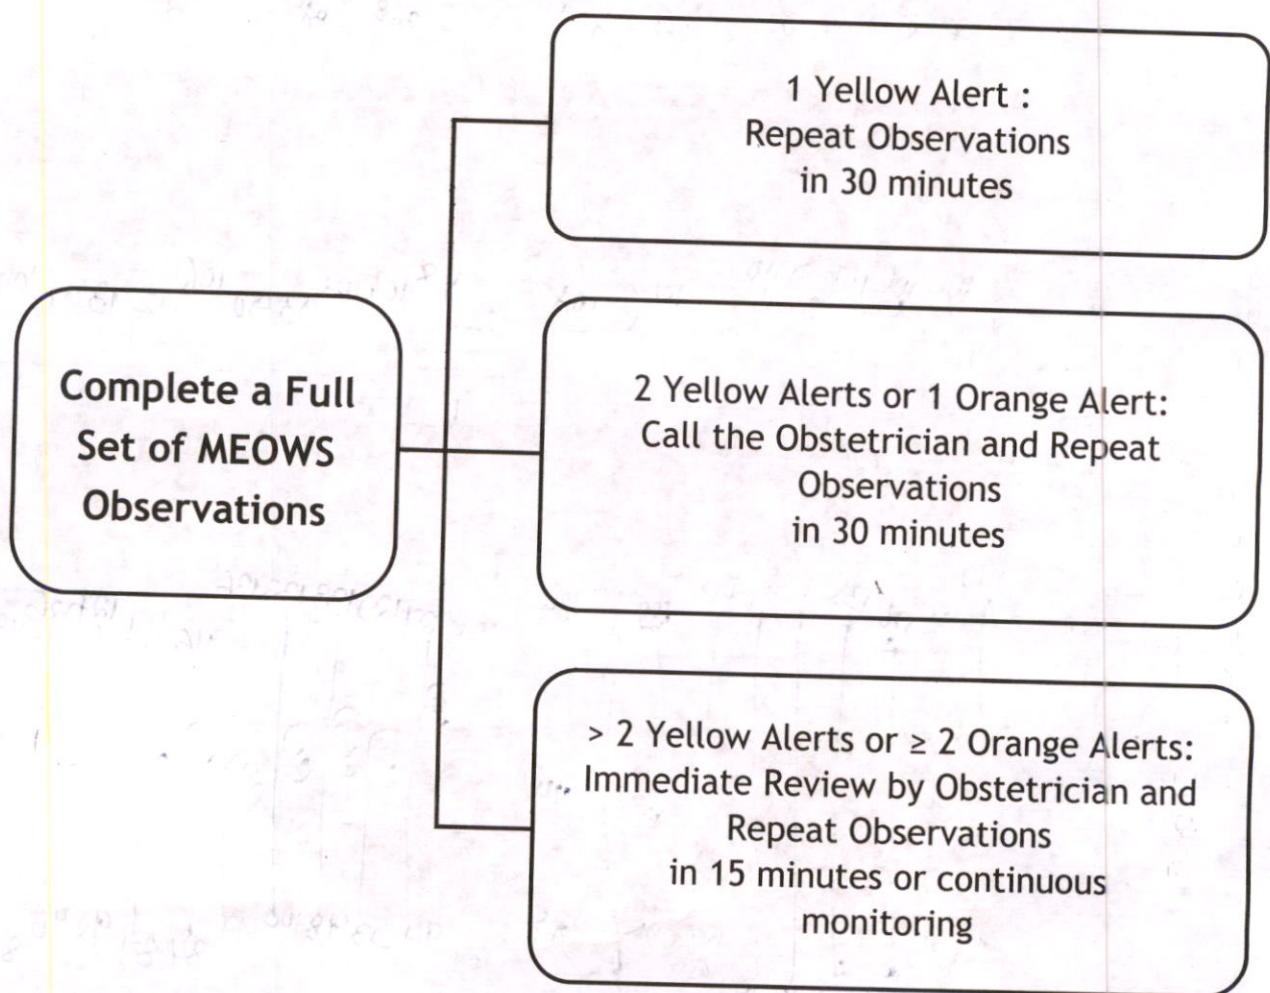 1 Yellow Alert :
Repeat Observations
in 30 minutes
Complete a Full
Set of MEOWS
Observations
2 Yellow Alerts or 1 Orange Alert:
Call the Obstetrician and Repeat
Observations
in 30 minutes
> 2 Yellow Alerts or ≥ 2 Orange Alerts:
Immediate Review by Obstetrician and
Repeat Observations
in 15 minutes or continuous
monitoring